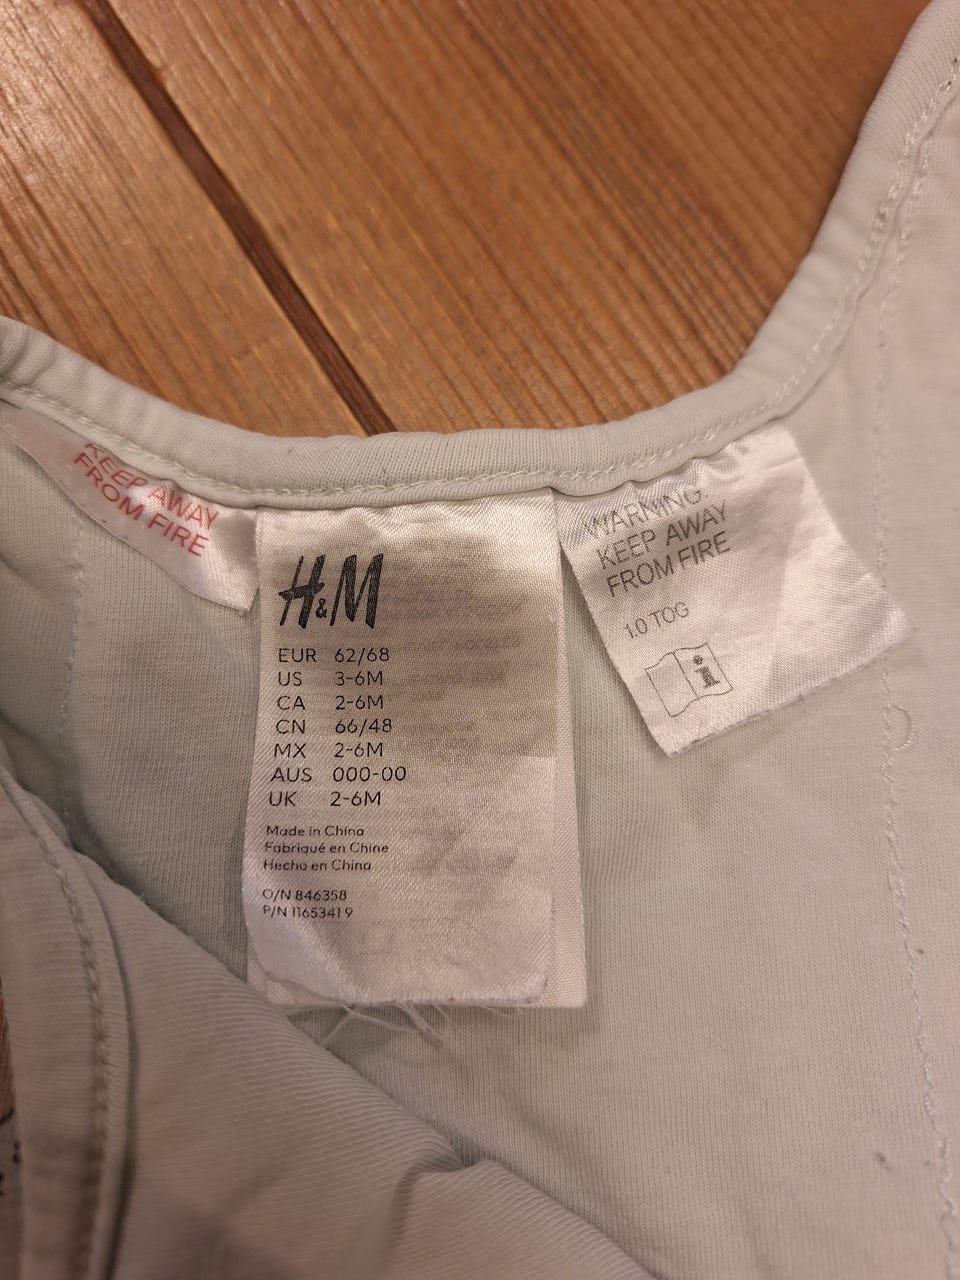 KEEP AWAY
FROM FIRE
H&M
EUR 62/68
US 3-6M
CA 2-6M
CN 66/48
MX 2-6M
AUS 000-00
UK 2-6M
Made in China
Fabriqué en Chine
Hecho en China
O/N 846358
P/N 11653419
WARNING:
KEEP AWAY
FROM FIRE
1.0 TOG
i